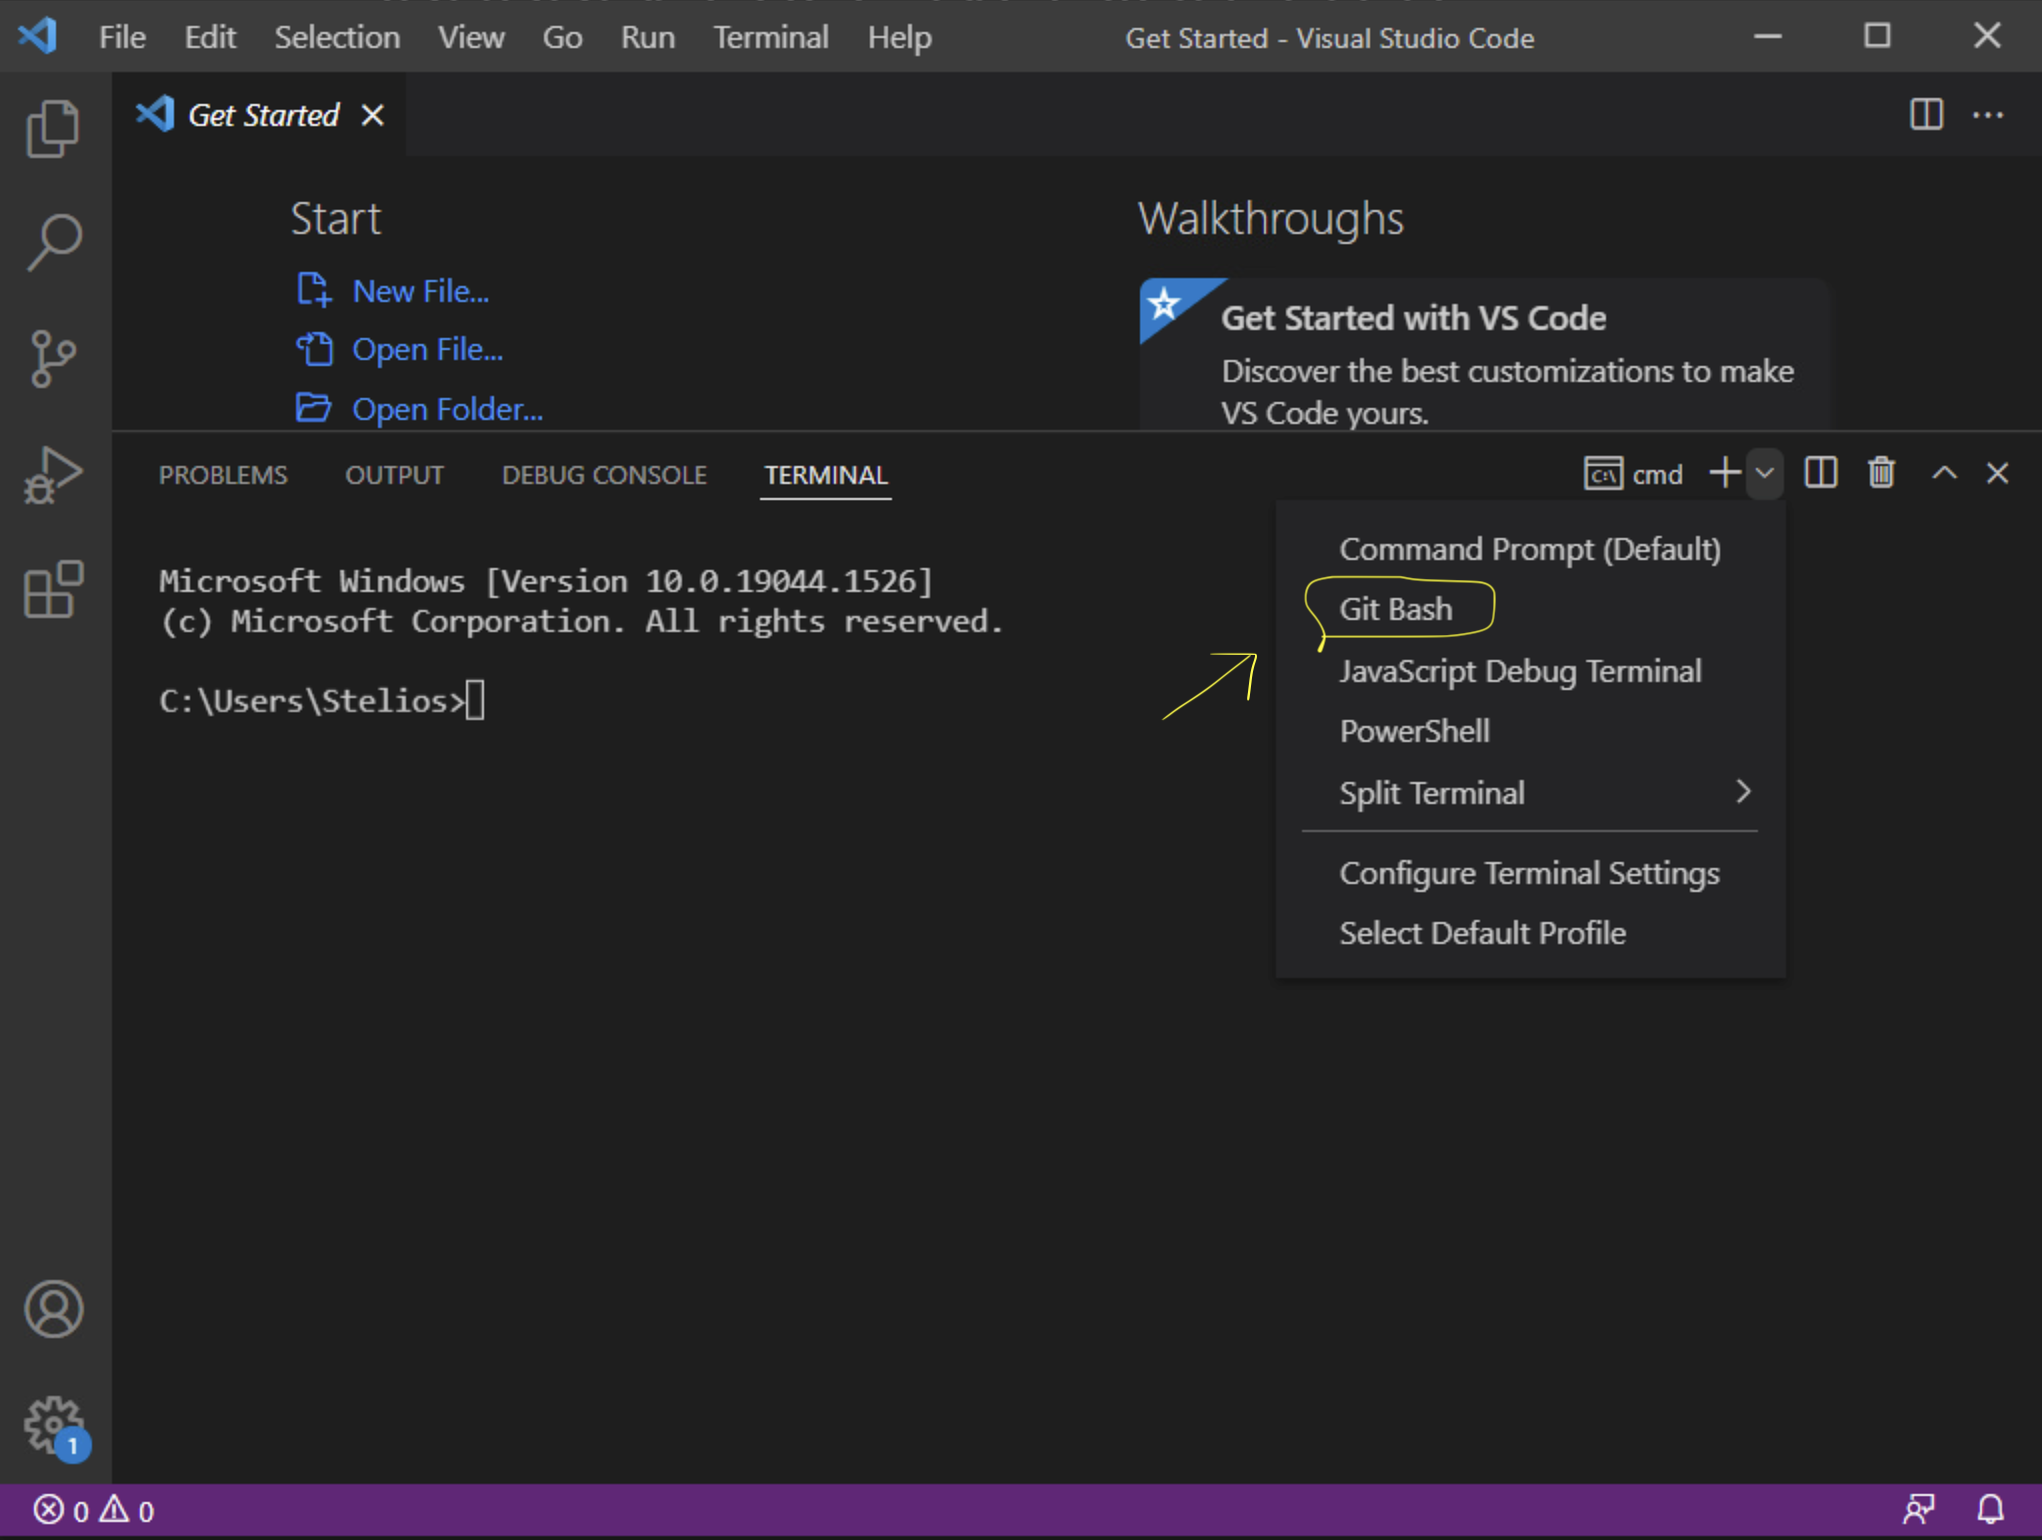 File Edit Selection View Go Run Terminal Help Get Started - Visual Studio Code
Get Started
Start
New File...
Open File...
Open Folder...
Walkthroughs
Get Started with VS Code
Discover the best customizations to make
VS Code yours.
PROBLEMS OUTPUT DEBUG CONSOLE TERMINAL
cmd
Microsoft Windows [Version 10.0.19044.1526]
(c) Microsoft Corporation. All rights reserved.
C:\Users\Stelios>
Command Prompt (Default)
Git Bash
JavaScript Debug Terminal
PowerShell
Split Terminal
Configure Terminal Settings
Select Default Profile
1
0 0